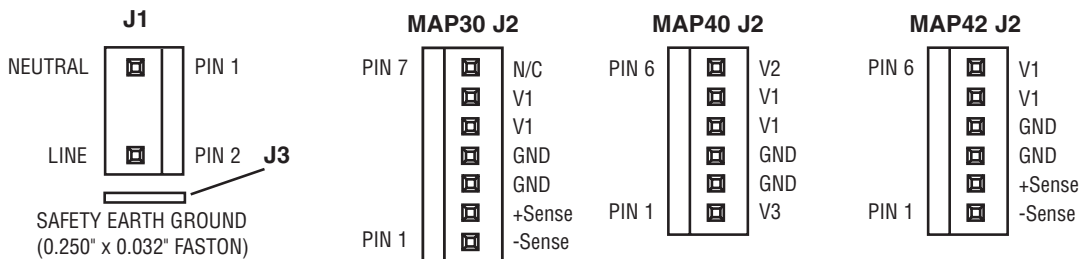 J1
NEUTRAL PIN 1
LINE PIN 2 J3
SAFETY EARTH GROUND
(0.250" x 0.032" FASTON)
MAP30 J2
PIN 7 N/C
V1
V1
GND
GND
+Sense
PIN 1 -Sense
MAP40 J2
PIN 6 V2
V1
V1
GND
GND
PIN 1 V3
MAP42 J2
PIN 6 V1
V1
GND
GND
+Sense
PIN 1 -Sense